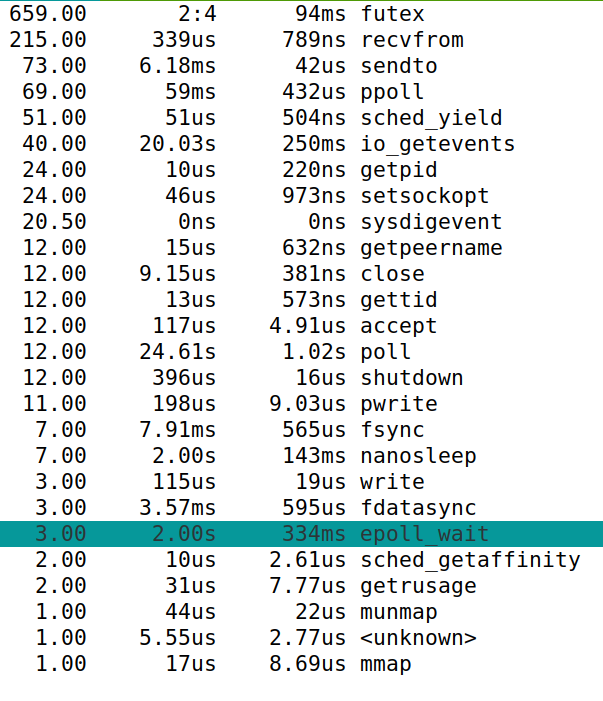 659.00 2:4 94ms futex
215.00 339us 789ns recvfrom
73.00 6.18ms 42us sendto
69.00 59ms 432us ppoll
51.00 51us 504ns sched_yield
40.00 20.03s 250ms io_getevents
24.00 10us 220ns getpid
24.00 46us 973ns setsockopt
20.50 0ns 0ns sysdigevent
12.00 15us 632ns getpeername
12.00 9.15us 381ns close
12.00 13us 573ns gettid
12.00 117us 4.91us accept
12.00 24.61s 1.02s poll
12.00 396us 16us shutdown
11.00 198us 9.03us pwrite
7.00 7.91ms 565us fsync
7.00 2.00s 143ms nanosleep
3.00 115us 19us write
3.00 3.57ms 595us fdatasync
3.00 2.00s 334ms epoll_wait
2.00 10us 2.61us sched_getaffinity
2.00 31us 7.77us getrusage
1.00 44us 22us munmap
1.00 5.55us 2.77us <unknown>
1.00 17us 8.69us mmap